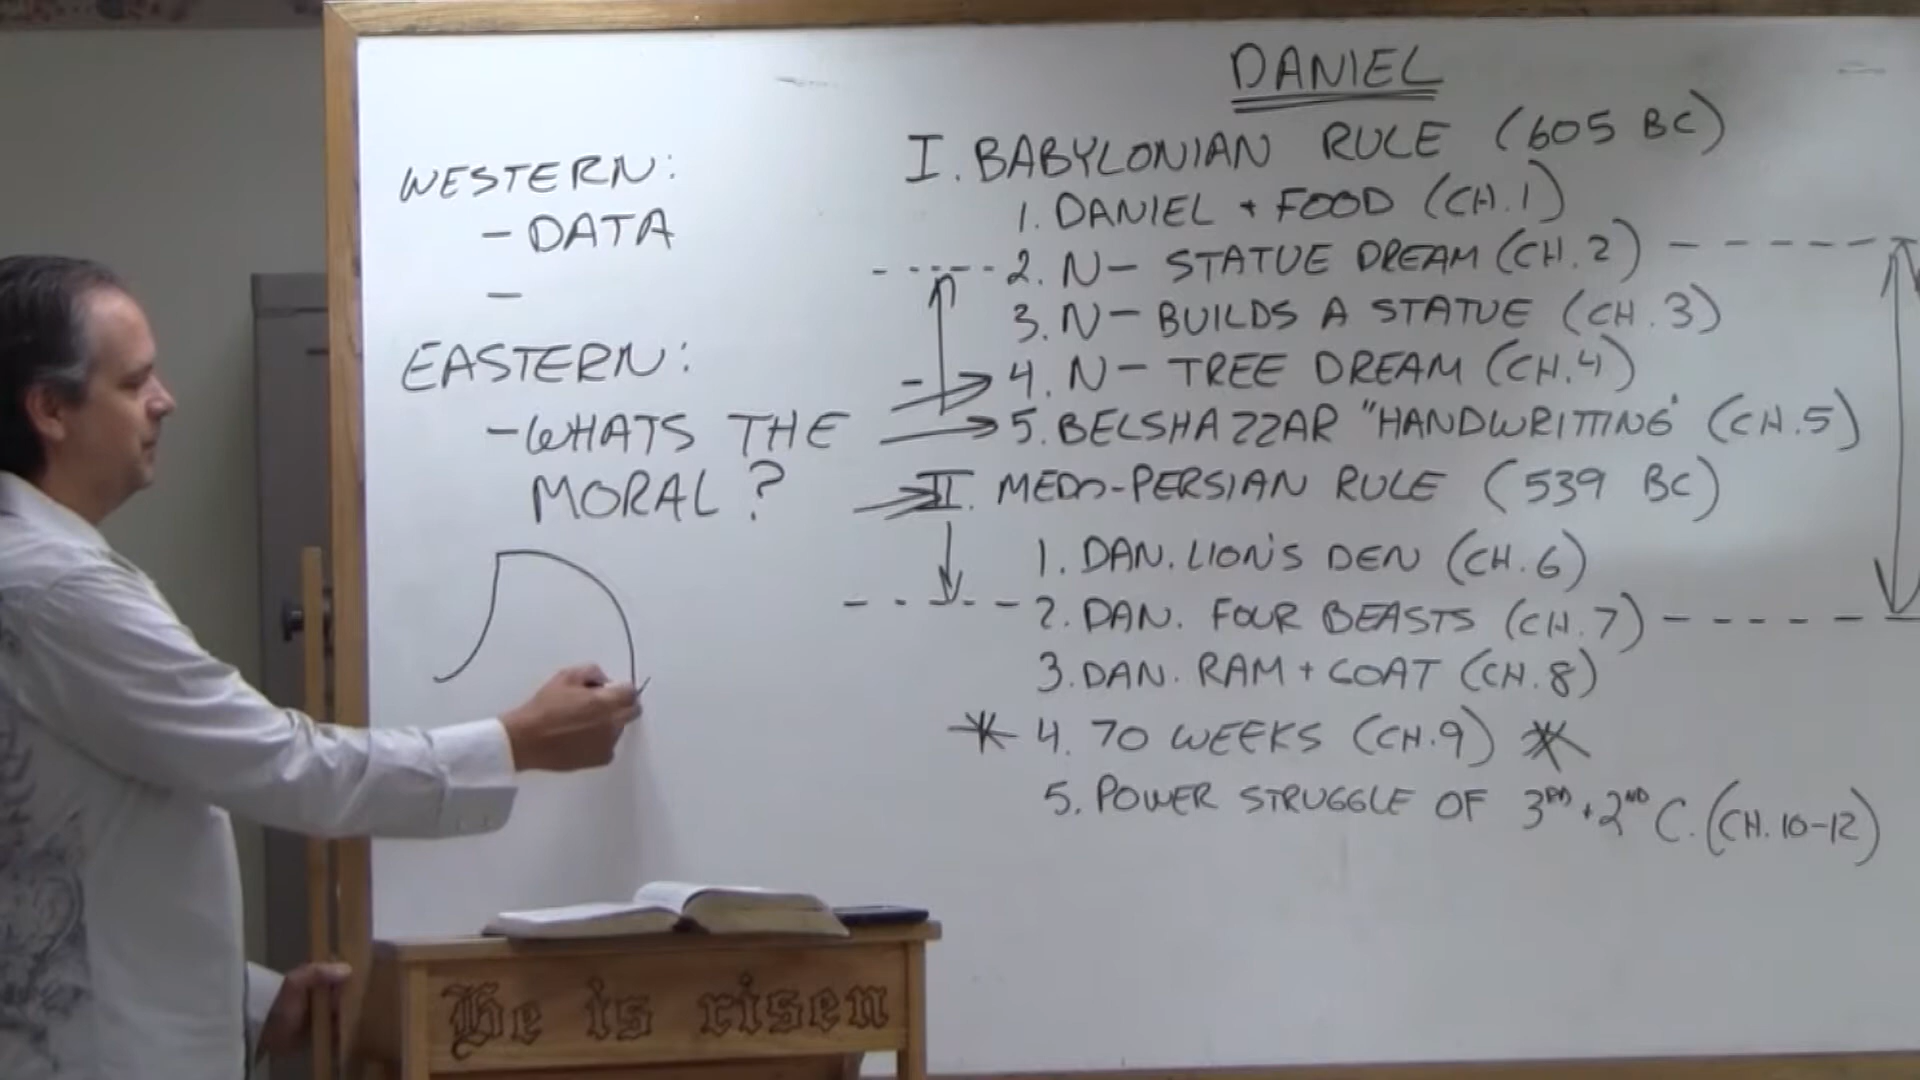 DANIEL
WESTERN:
- DATA
-
EASTERN:
- WHATS THE
MORAL?
I. BABYLONIAN RULE (605 BC)
1. DANIEL + FOOD (CH. 1)
2. N- STATUE DREAM (CH. 2)
3. N- BUILDS A STATUE (CH. 3)
4. N- TREE DREAM (CH. 4)
5. BELSHAZZAR "HANDWRITTING" (CH. 5)
II. MEDO-PERSIAN RULE (539 BC)
1. DAN. LION'S DEN (CH. 6)
2. DAN. FOUR BEASTS (CH. 7)
3. DAN. RAM + GOAT (CH. 8)
* 4. 70 WEEKS (CH. 9) *
5. POWER STRUGGLE OF 3RD + 2ND C. (CH. 10-12)
He is risen